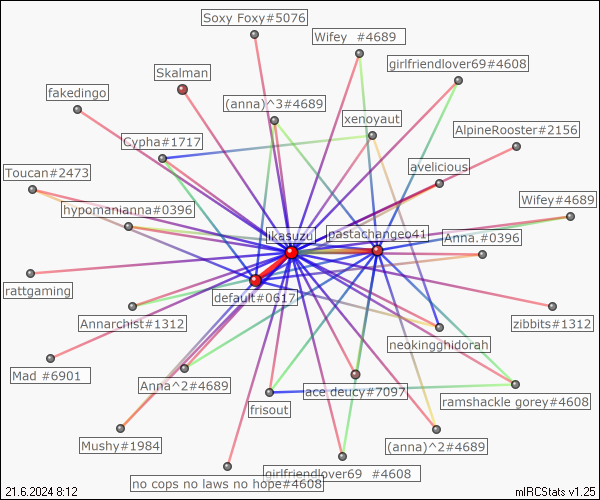 Soxy Foxy#5076
Wifey  #4689
girlfriendlover69#4608
Skalman
fakedingo
(anna)^3#4689
xenoyaut
AlpineRooster#2156
Cypha#1717
avelicious
Toucan#2473
Wifey#4689
hypomanianna#0396
ikasuzu
pastachangeo41
Anna.#0396
rattgaming
default#0617
Annarchist#1312
zibbits#1312
neokingghidorah
Mad #6901
Anna^2#4689
ace deucy#7097
frisout
ramshackle gorey#4608
Mushy#1984
(anna)^2#4689
girlfriendlover69  #4608
no cops no laws no hope#4608
21.6.2024 8:12
mIRCStats v1.25